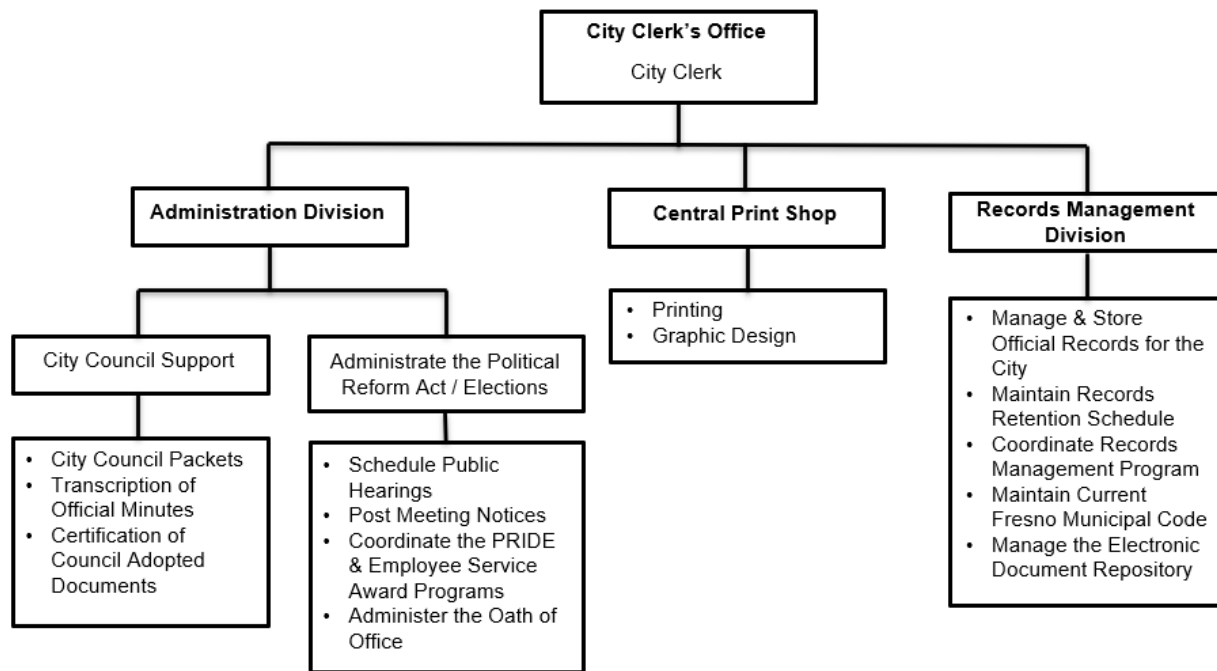 City Clerk's Office
City Clerk
Administration Division
Central Print Shop
Records Management
Division
City Council Support
Administrate the Political
Reform Act / Elections
• Printing
• Graphic Design
• Manage & Store
Official Records for the
City
• Maintain Records
Retention Schedule
• Coordinate Records
Management Program
• Maintain Current
Fresno Municipal Code
• Manage the Electronic
Document Repository
• City Council Packets
• Transcription of
Official Minutes
• Certification of
Council Adopted
Documents
• Schedule Public
Hearings
• Post Meeting Notices
• Coordinate the PRIDE
& Employee Service
Award Programs
• Administer the Oath of
Office